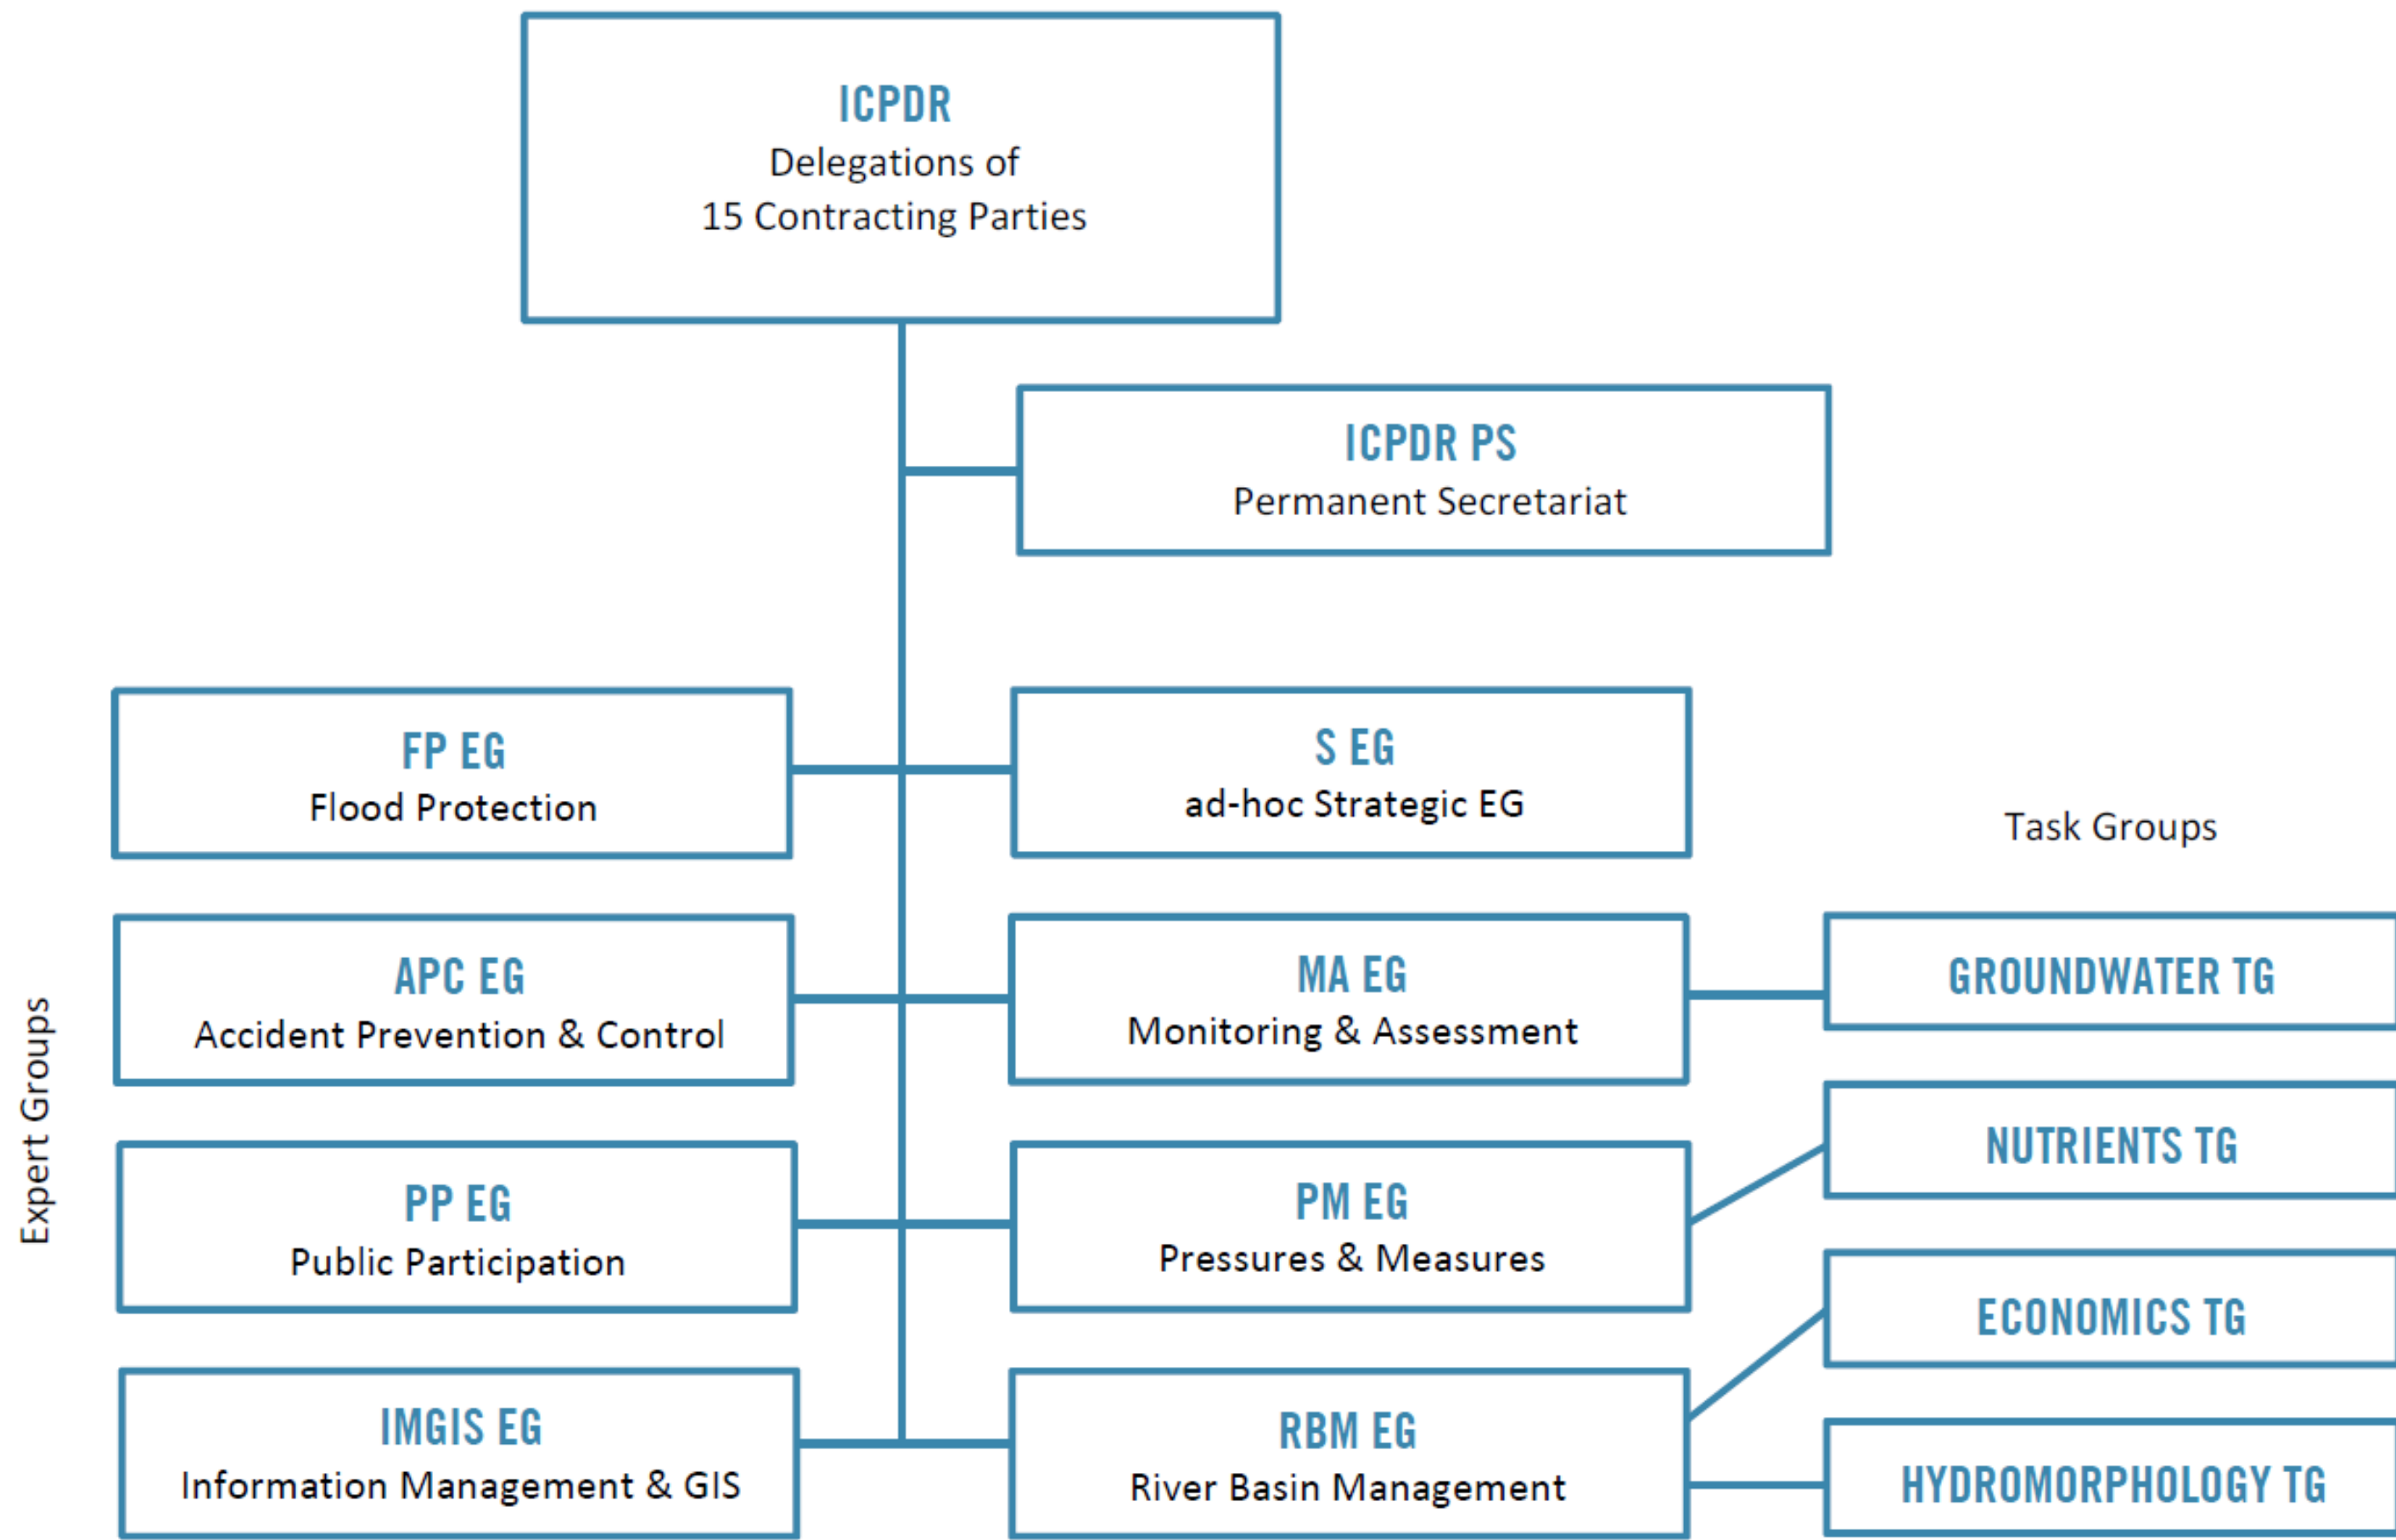 ICPDR
Delegations of
15 Contracting Parties
ICPDR PS
Permanent Secretariat
FP EG
Flood Protection
S EG
ad-hoc Strategic EG
Task Groups
Expert Groups
APC EG
Accident Prevention & Control
MA EG
Monitoring & Assessment
GROUNDWATER TG
PP EG
Public Participation
PM EG
Pressures & Measures
NUTRIENTS TG
ECONOMICS TG
IMGIS EG
Information Management & GIS
RBM EG
River Basin Management
HYDROMORPHOLOGY TG